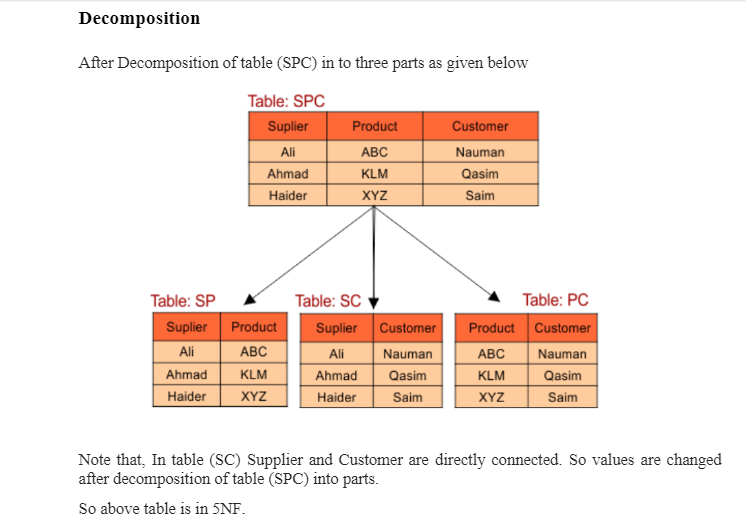 Decomposition
After Decomposition of table (SPC) in to three parts as given below
Table: SPC
Suplier Product Customer
Ali ABC Nauman
Ahmad KLM Qasim
Haider XYZ Saim
Table: SP
Suplier Product
Ali ABC
Ahmad KLM
Haider XYZ
Table: SC
Suplier Customer
Ali Nauman
Ahmad Qasim
Haider Saim
Table: PC
Product Customer
ABC Nauman
KLM Qasim
XYZ Saim
Note that, In table (SC) Supplier and Customer are directly connected. So values are changed
after decomposition of table (SPC) into parts.
So above table is in 5NF.